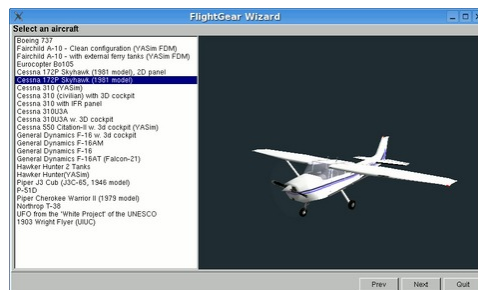 FlightGear Wizard
Select an aircraft
Boeing 737
Fairchild A-10 - Clean configuration (YASim FDM)
Fairchild A-10 - with external ferry tanks (YASim FDM)
Eurocopter Bo105
Cessna 172P Skyhawk (1981 model), 2D panel
Cessna 172P Skyhawk (1981 model)
Cessna 310 (YASim)
Cessna 310 (civilian) with 3D cockpit
Cessna 310 with IFR panel
Cessna 310U3A
Cessna 310U3A w. 3D cockpit
Cessna 550 Citation-II w. 3d cockpit (YASim)
General Dynamics F-16 w. 3d cockpit
General Dynamics F-16AM
General Dynamics F-16
General Dynamics F-16AT (Falcon-21)
Hawker Hunter 2 Tanks
Hawker Hunter(YASim)
Piper J3 Cub (J3C-65, 1946 model)
P-51D
Piper Cherokee Warrior II (1979 model)
Northrop T-38
UFO from the 'White Project' of the UNESCO
1903 Wright Flyer (UIUC)
Prev Next Quit